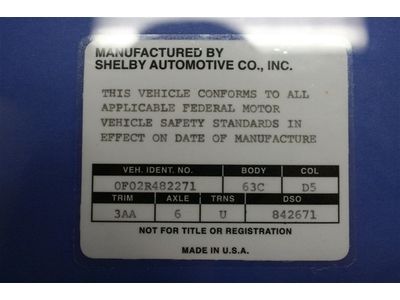 MANUFACTURED BY
SHELBY AUTOMOTIVE CO., INC.
THIS VEHICLE CONFORMS TO ALL
APPLICABLE FEDERAL MOTOR
VEHICLE SAFETY STANDARDS IN
EFFECT ON DATE OF MANUFACTURE
VEH. IDENT. NO. BODY COL
0F02R482271 63C D5
TRIM AXLE TRNS DSO
3AA 6 U 842671
NOT FOR TITLE OR REGISTRATION
MADE IN U.S.A.